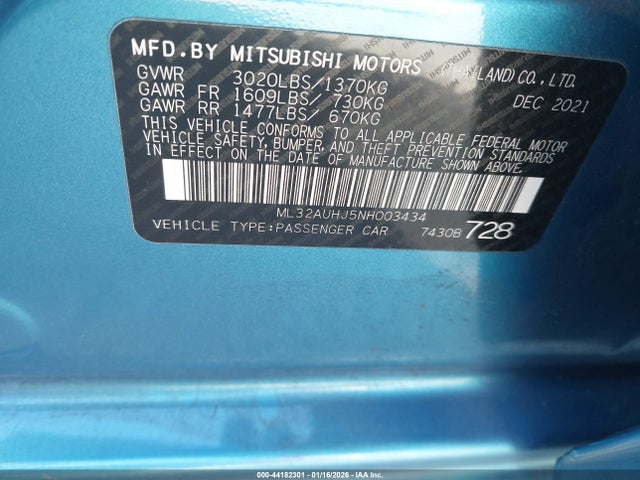 MFD.BY MITSUBISHI MOTORS (THAILAND) CO., LTD.
GVWR 3020LBS/1370KG
DEC 2021
GAWR FR 1609LBS/ 730KG
GAWR RR 1477LBS/ 670KG
THIS VEHICLE CONFORMS TO ALL APPLICABLE FEDERAL MOTOR
VEHICLE SAFETY, BUMPER, AND THEFT PREVENTION STANDARDS
IN EFFECT ON THE DATE OF MANUFACTURE SHOWN ABOVE.
ML32AUHJ5NH003434
VEHICLE TYPE:PASSENGER CAR 7430B 728
000-44182301 - 01/16/2026 - IAAI.COM